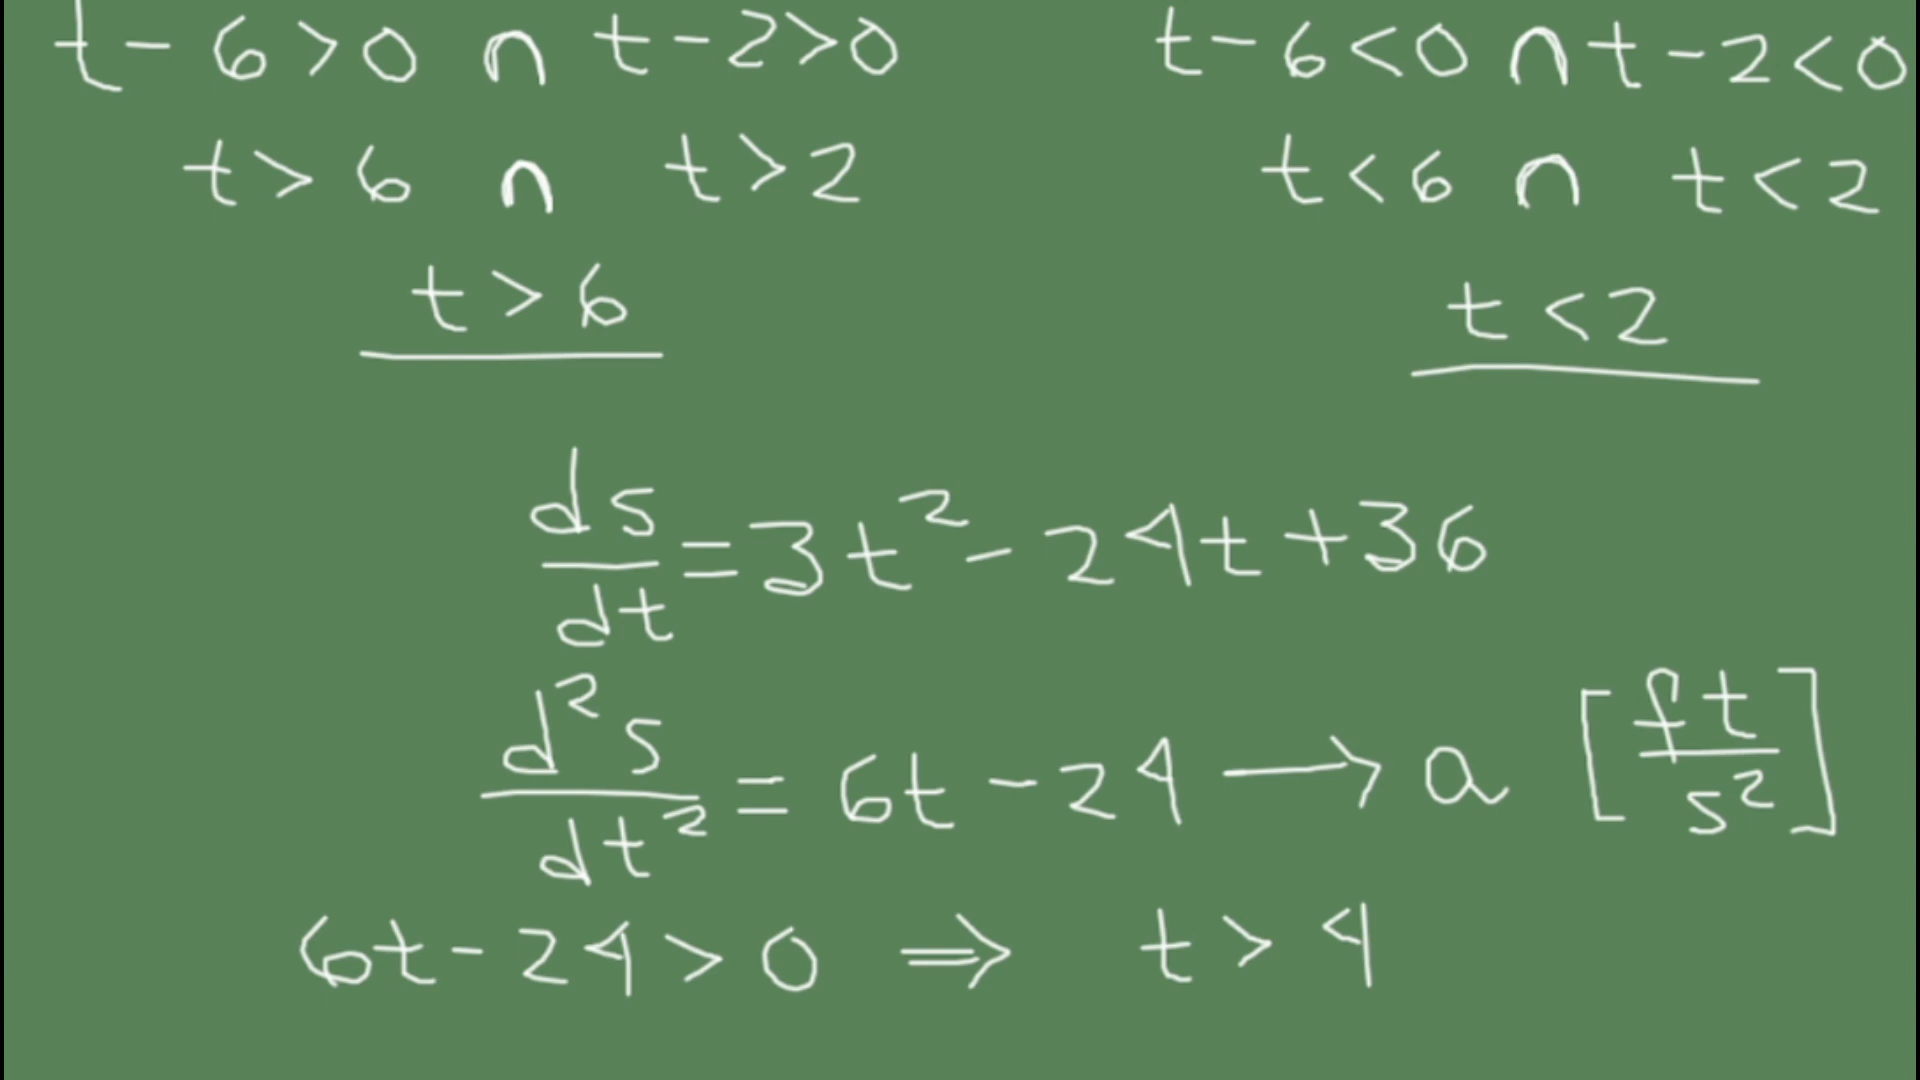 t - 6 > 0 ∩ t - 2 > 0    t - 6 < 0 ∩ t - 2 < 0
t > 6 ∩ t > 2    t < 6 ∩ t < 2
t > 6    t < 2
ds/dt = 3t² - 24t + 36
d²s/dt² = 6t - 24 → a [ft/s²]
6t - 24 > 0 ⇒ t > 4